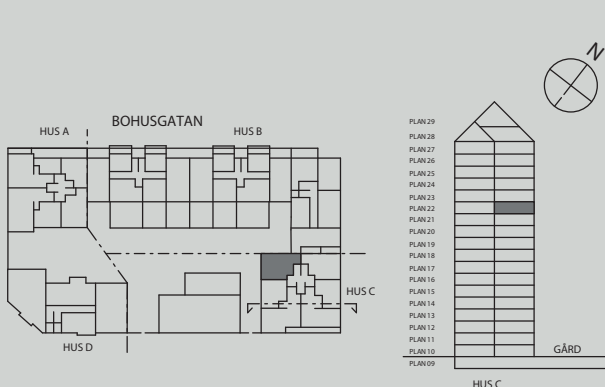 N
BOHUSGATAN
HUS A
HUS B
HUS C
HUS D
PLAN 29
PLAN 28
PLAN 27
PLAN 26
PLAN 25
PLAN 24
PLAN 23
PLAN 22
PLAN 21
PLAN 20
PLAN 19
PLAN 18
PLAN 17
PLAN 16
PLAN 15
PLAN 14
PLAN 13
PLAN 12
PLAN 11
PLAN 10
PLAN 09
GÅRD
HUS C